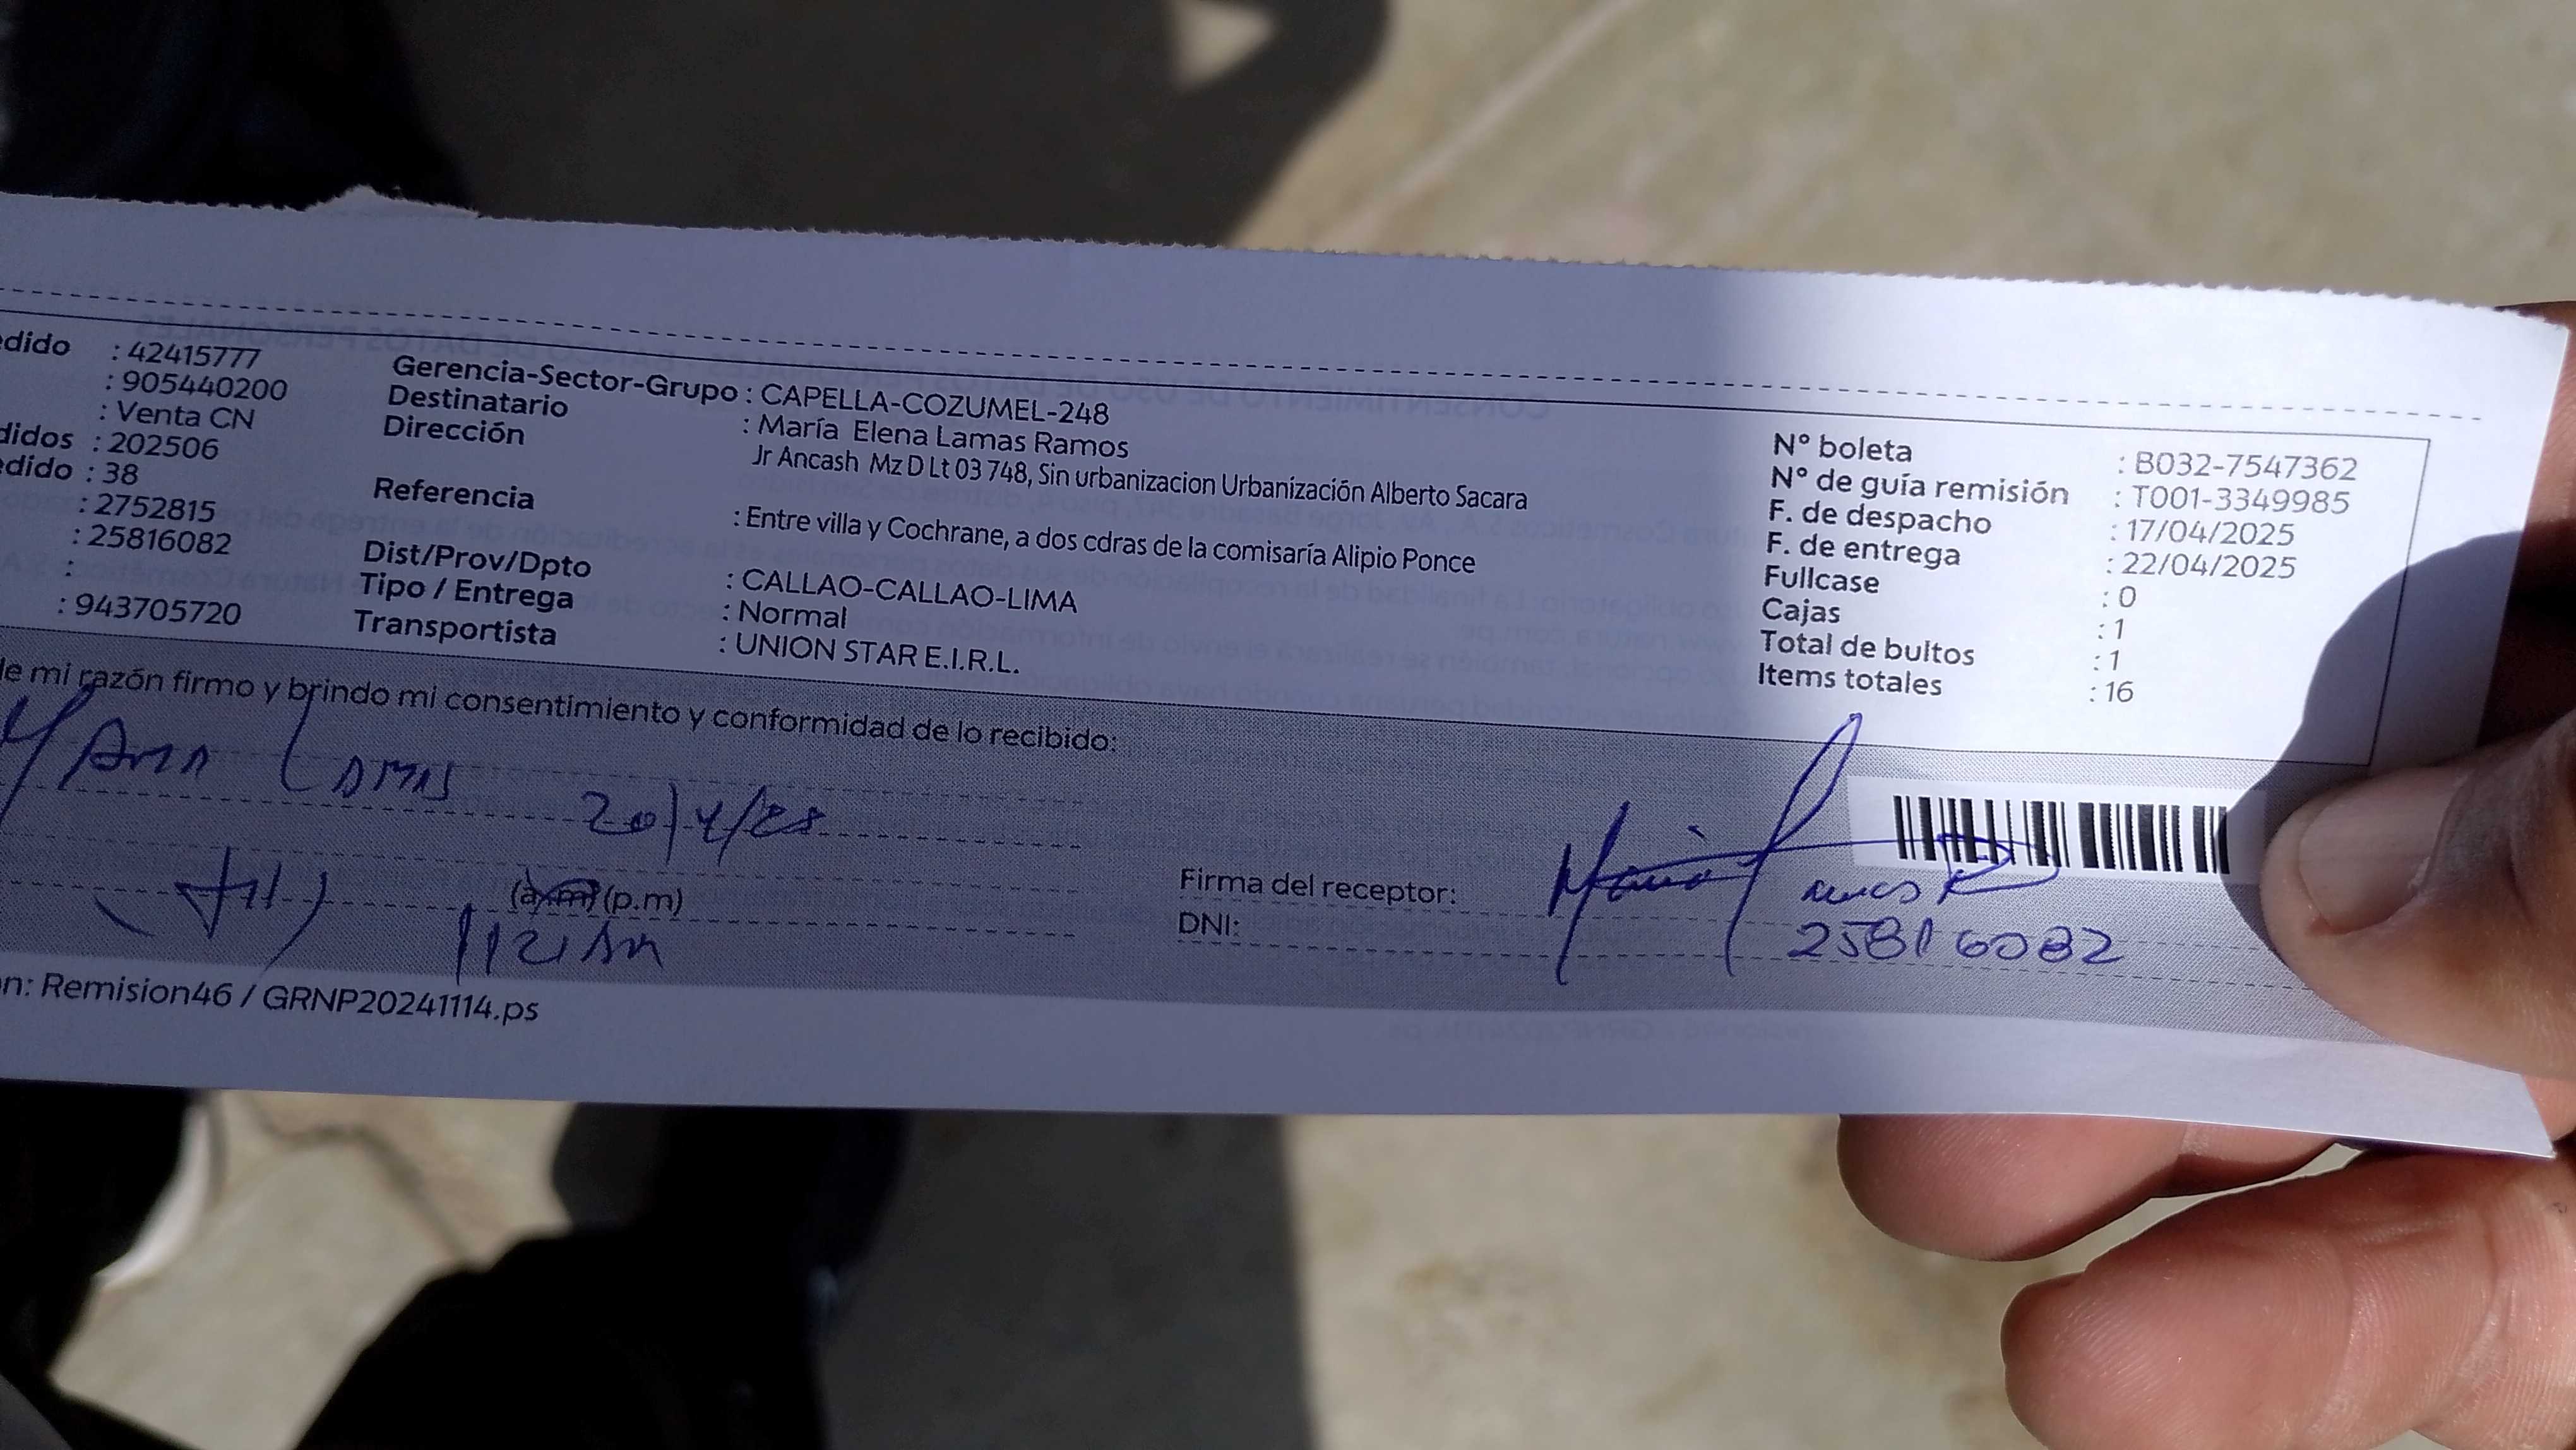 edido : 42415777
: 905440200
: Venta CN
didos : 202506
edido : 38
: 2752815
: 25816082
:
: 943705720
Gerencia-Sector-Grupo : CAPELLA-COZUMEL-248
Destinatario : María Elena Lamas Ramos
Dirección Jr Ancash Mz D Lt 03 748, Sin urbanizacion Urbanización Alberto Sacara
Referencia : Entre villa y Cochrane, a dos cdras de la comisaría Alipio Ponce
Dist/Prov/Dpto : CALLAO-CALLAO-LIMA
Tipo / Entrega : Normal
Transportista : UNION STAR E.I.R.L.
N° boleta : B032-7547362
N° de guía remisión : T001-3349985
F. de despacho : 17/04/2025
F. de entrega : 22/04/2025
Fullcase : 0
Cajas : 1
Total de bultos : 1
Items totales : 16
de mi razón firmo y brindo mi consentimiento y conformidad de lo recibido:
Lamas
(a.m) (p.m)
Firma del receptor:
DNI: 25816082
n: Remision46 / GRNP20241114.ps